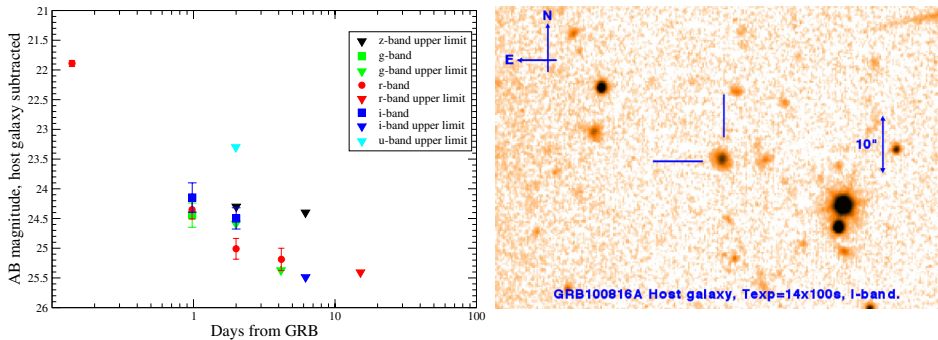 21.5
22
22.5
23
23.5
24
24.5
25
25.5
26
AB magnitude, host galaxy subtracted
1
10
100
Days from GRB
z-band upper limit
g-band
g-band upper limit
r-band
r-band upper limit
i-band
i-band upper limit
u-band upper limit
N
E
10"
GRB100816A Host galaxy, Texp=14x100s, I-band.